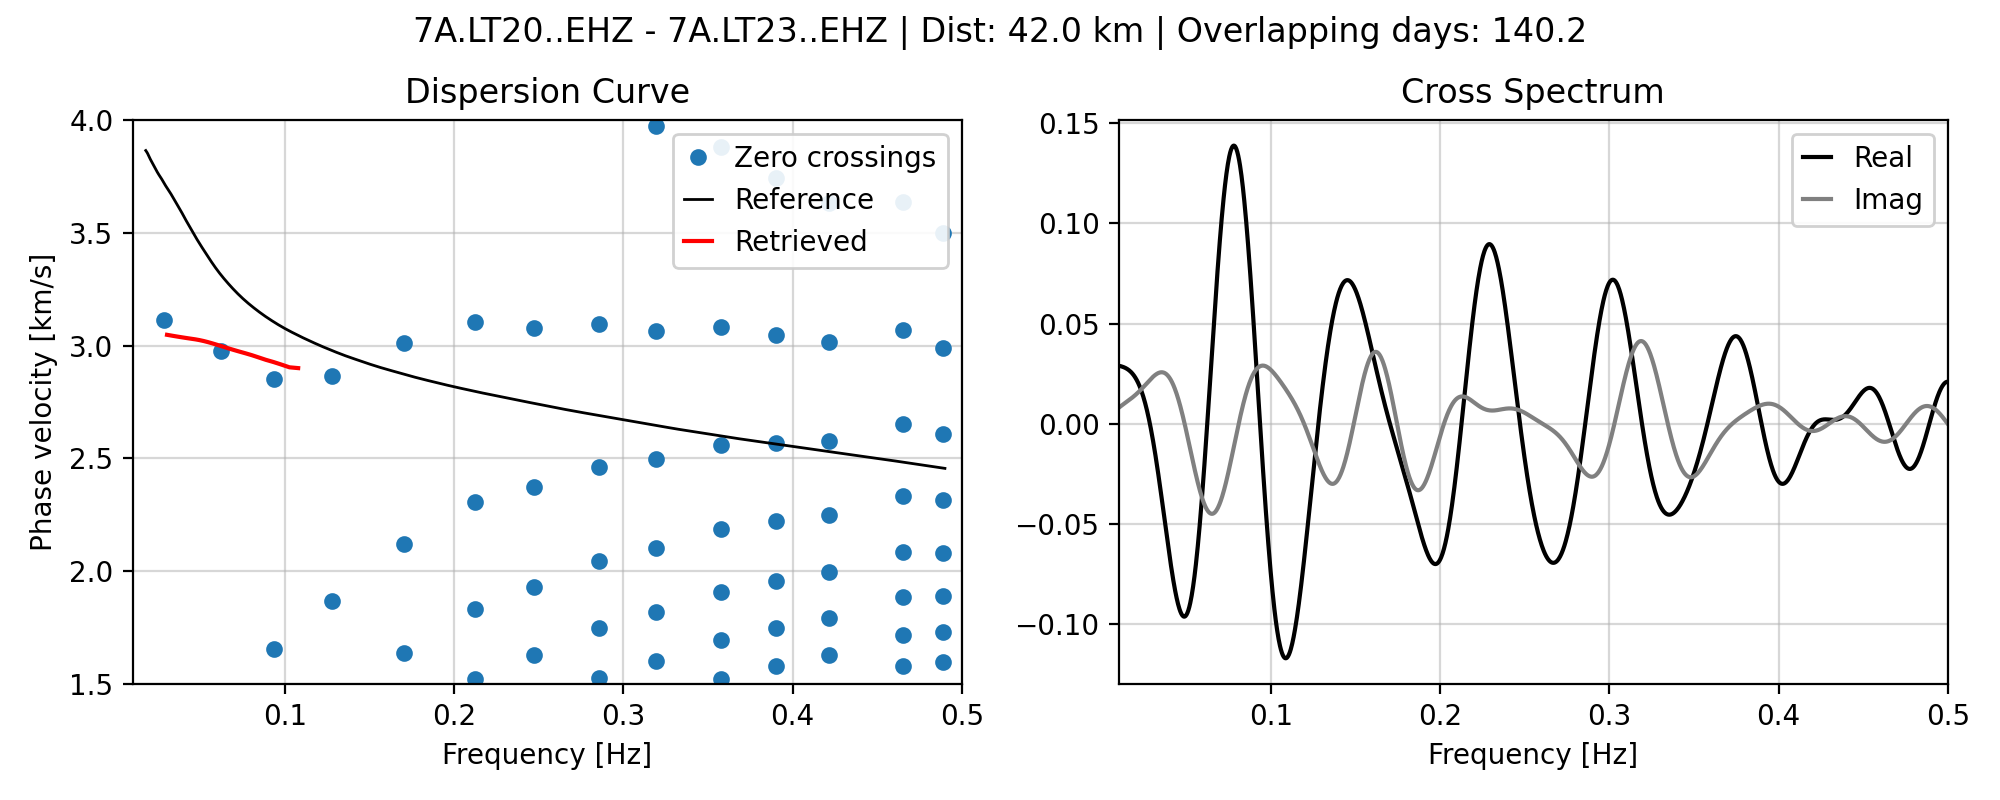 7A.LT20..EHZ - 7A.LT23..EHZ | Dist: 42.0 km | Overlapping days: 140.2
Dispersion Curve
Zero crossings
Reference
Retrieved
Phase velocity [km/s]
4.0
3.5
3.0
2.5
2.0
1.5
0.1
0.2
0.3
0.4
0.5
Frequency [Hz]
Cross Spectrum
Real
Imag
0.15
0.10
0.05
0.00
−0.05
−0.10
0.1
0.2
0.3
0.4
0.5
Frequency [Hz]